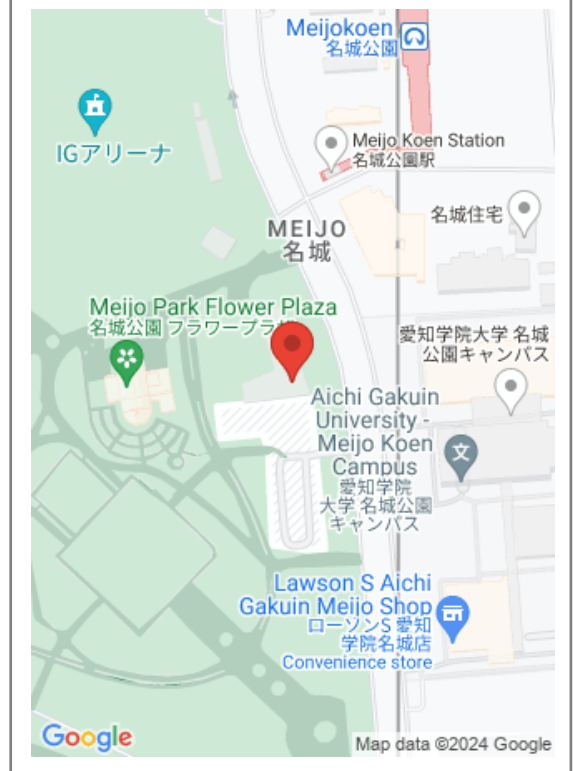 Meijokoen
名城公園
IGアリーナ
Meijo Koen Station
名城公園駅
名城住宅
MEIJO
名城
Meijo Park Flower Plaza
名城公園 フラワープラ
愛知学院大学 名城
公園キャンパス
Aichi Gakuin
University -
Meijo Koen
Campus
愛知学院
大学 名城公園
キャンパス
文
Lawson S Aichi
Gakuin Meijo Shop
ローソンS 愛知
学院名城店
Convenience store
Google
Map data ©2024 Google